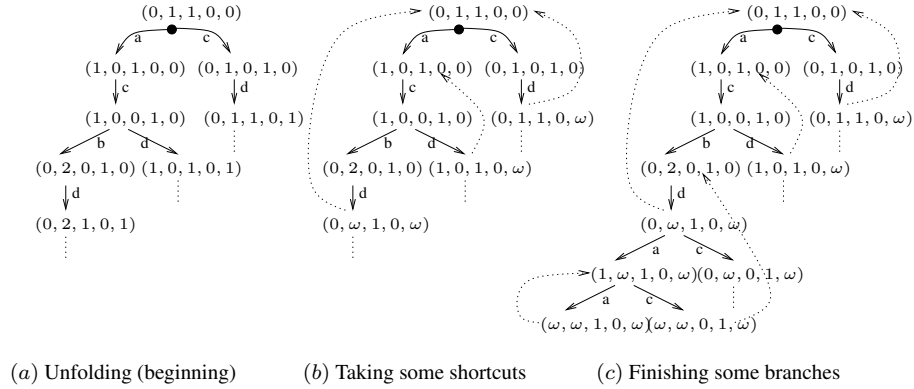 (0, 1, 1, 0, 0)
a c
(1, 0, 1, 0, 0) (0, 1, 0, 1, 0)
c d
(1, 0, 0, 1, 0) (0, 1, 1, 0, 1)
b d
(0, 2, 0, 1, 0) (1, 0, 1, 0, 1)
d
(0, 2, 1, 0, 1)
(a) Unfolding (beginning)
(0, 1, 1, 0, 0)
a c
(1, 0, 1, 0, 0) (0, 1, 0, 1, 0)
c d
(1, 0, 0, 1, 0) (0, 1, 1, 0, ω)
b d
(0, 2, 0, 1, 0) (1, 0, 1, 0, ω)
d
(0, ω, 1, 0, ω)
(b) Taking some shortcuts
(0, 1, 1, 0, 0)
a c
(1, 0, 1, 0, 0) (0, 1, 0, 1, 0)
c d
(1, 0, 0, 1, 0) (0, 1, 1, 0, ω)
b d
(0, 2, 0, 1, 0) (1, 0, 1, 0, ω)
d
(0, ω, 1, 0, ω)
a c
(1, ω, 1, 0, ω) (0, ω, 0, 1, ω)
a c
(ω, ω, 1, 0, ω) (ω, ω, 0, 1, ω)
(c) Finishing some branches